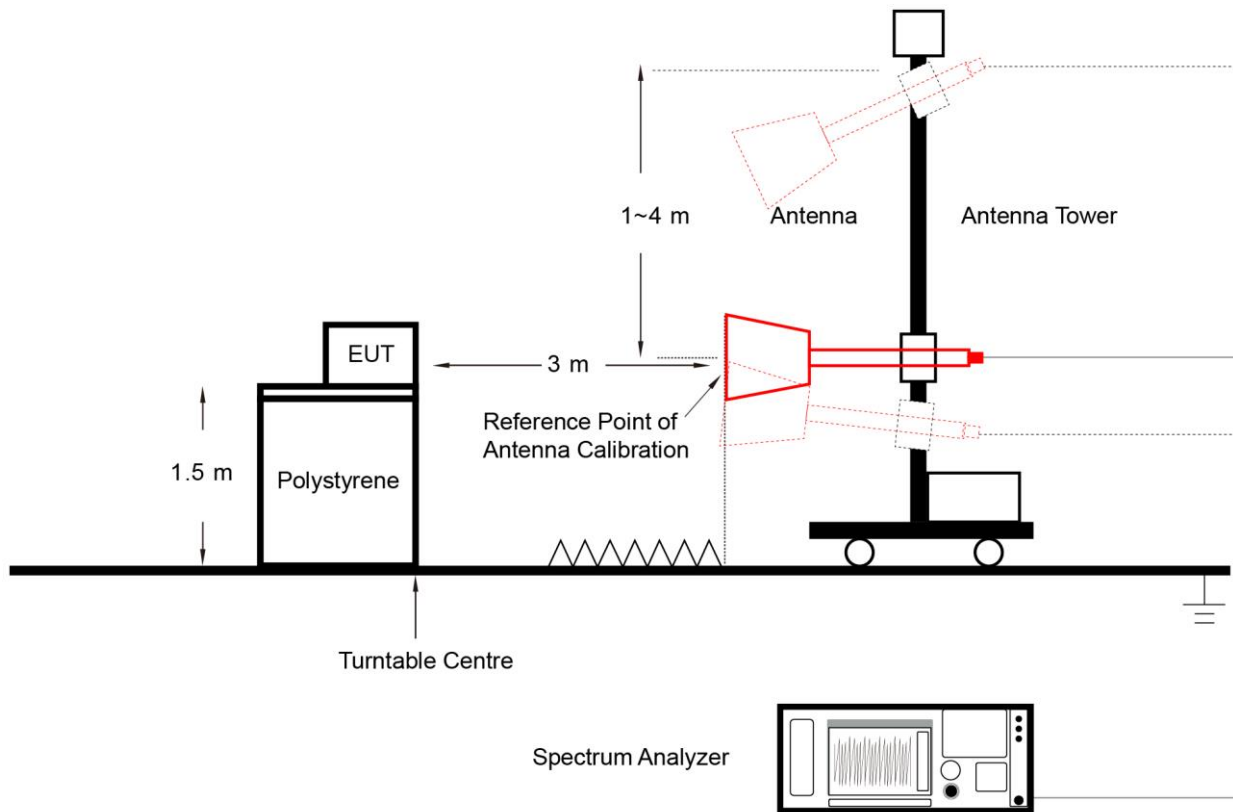 1~4 m
Antenna
Antenna Tower
EUT
3 m
Reference Point of
Antenna Calibration
1.5 m
Polystyrene
Turntable Centre
Spectrum Analyzer